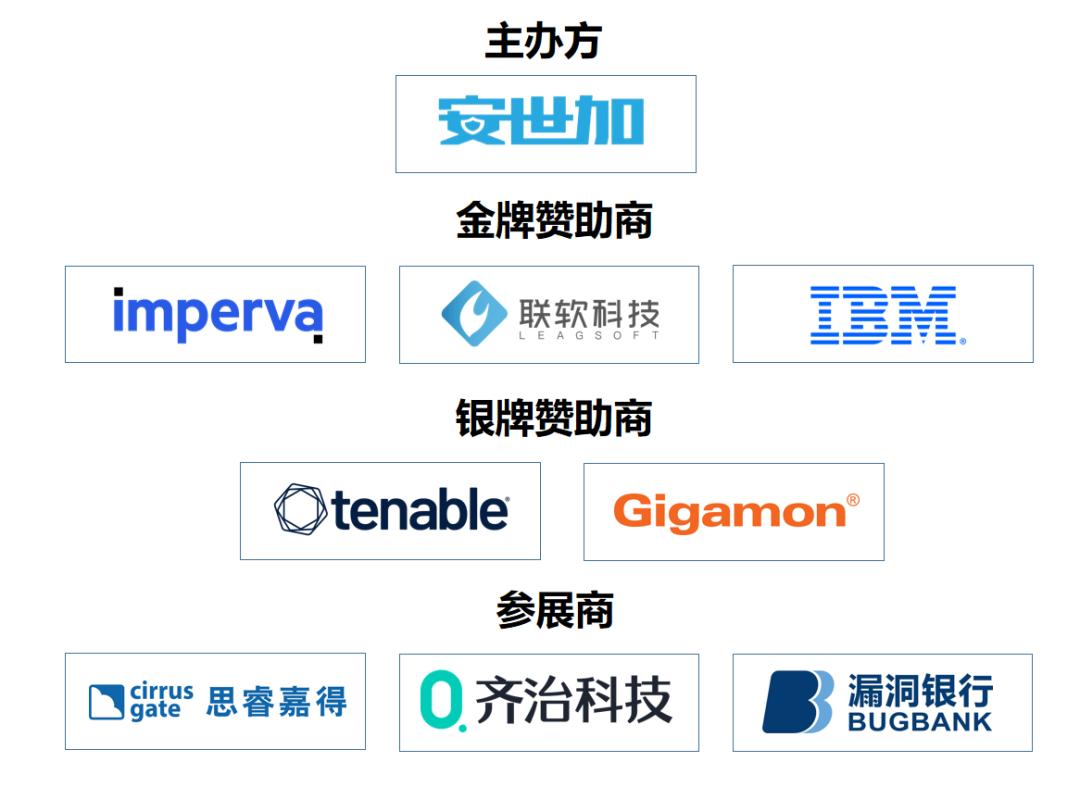 主办方
安世加
金牌赞助商
imperva
联软科技
LEAGSOFT
IBM®
银牌赞助商
tenable®
Gigamon®
参展商
cirrus
gate
思睿嘉得
齐治科技
漏洞银行
BUGBANK